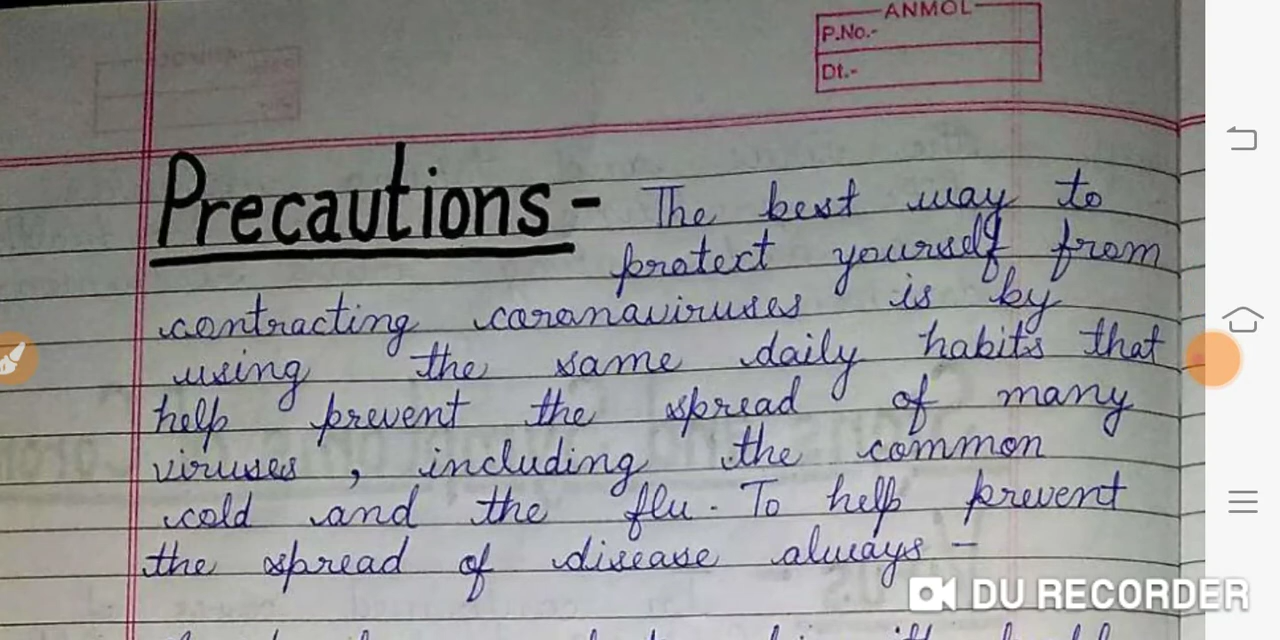 ANMOL
P.No.-
Dt.-
Precautions - The best way to
protect yourself from
contracting coronaviruses is by
using the same daily habits that
help prevent the spread of many
viruses, including the common
cold and the flu. To help prevent
the spread of disease always -
DU RECORDER